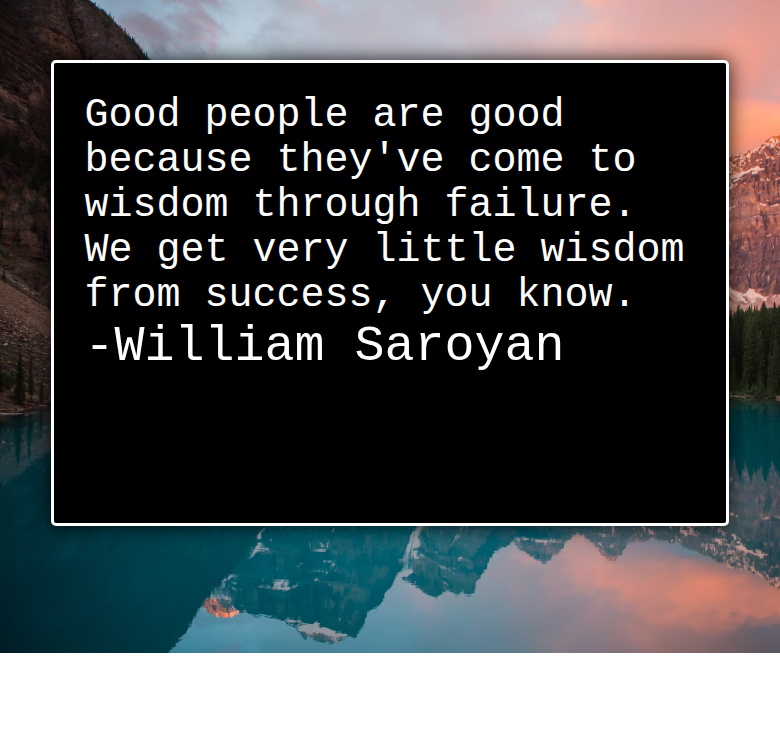 Good people are good
because they've come to
wisdom through failure.
We get very little wisdom
from success, you know.
-William Saroyan